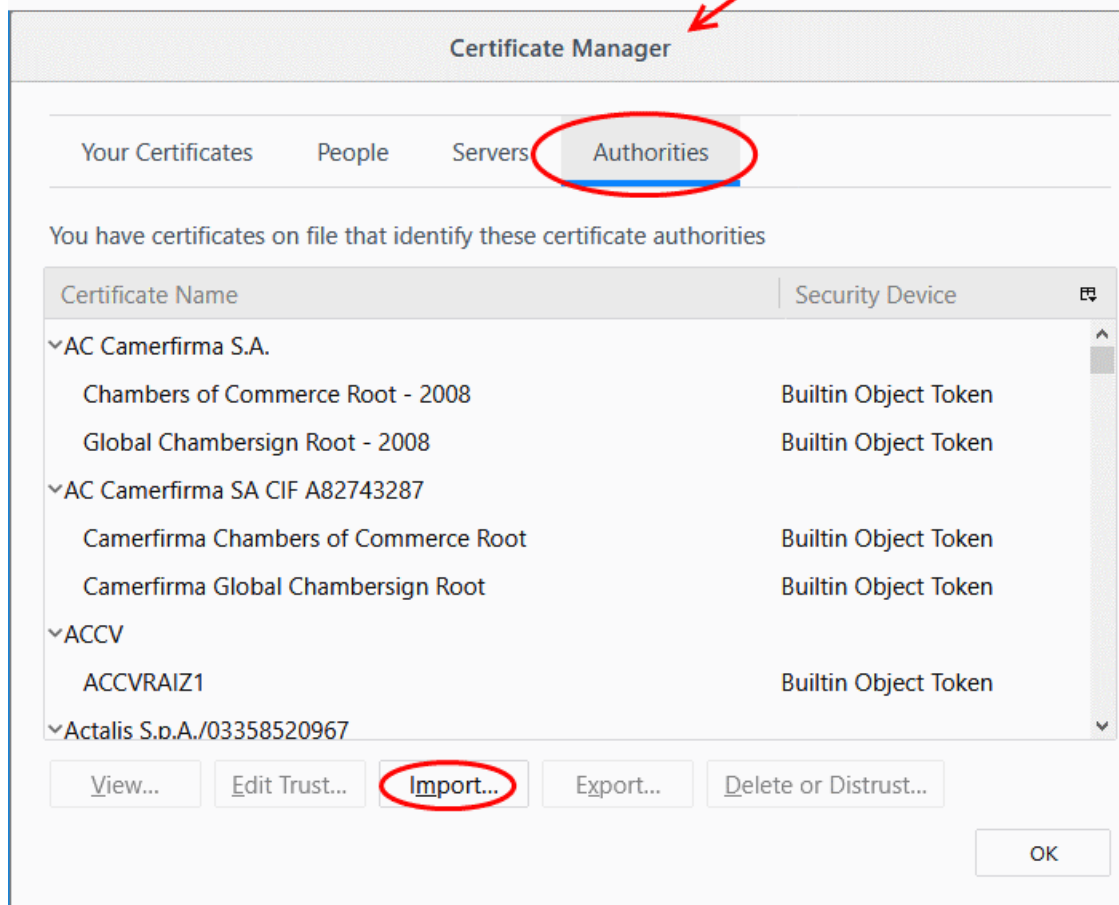 Certificate Manager
Your Certificates People Servers Authorities
You have certificates on file that identify these certificate authorities
Certificate Name Security Device
AC Camerfirma S.A.
Chambers of Commerce Root - 2008 Builtin Object Token
Global Chambersign Root - 2008 Builtin Object Token
AC Camerfirma SA CIF A82743287
Camerfirma Chambers of Commerce Root Builtin Object Token
Camerfirma Global Chambersign Root Builtin Object Token
ACCV
ACCVRAIZ1 Builtin Object Token
Actalis S.p.A./03358520967
View... Edit Trust... Import... Export... Delete or Distrust...
OK